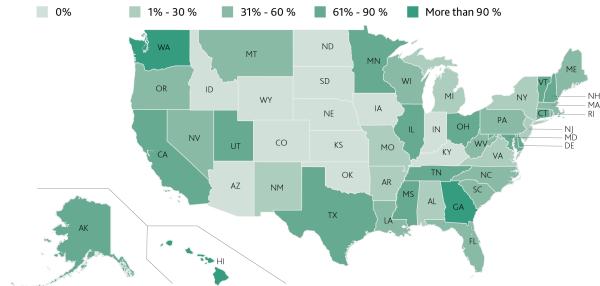 0% 1% - 30 % 31% - 60 % 61% - 90 % More than 90 %
WA MT ND MN ME
OR ID SD WI VT NH
WY MI NY MA
CT RI
NV NE IA PA
UT IL IN OH NJ
CA CO KS MO WV MD
KY VA DE
AZ NM OK AR TN NC
SC
MS AL GA
TX LA
AK FL
HI